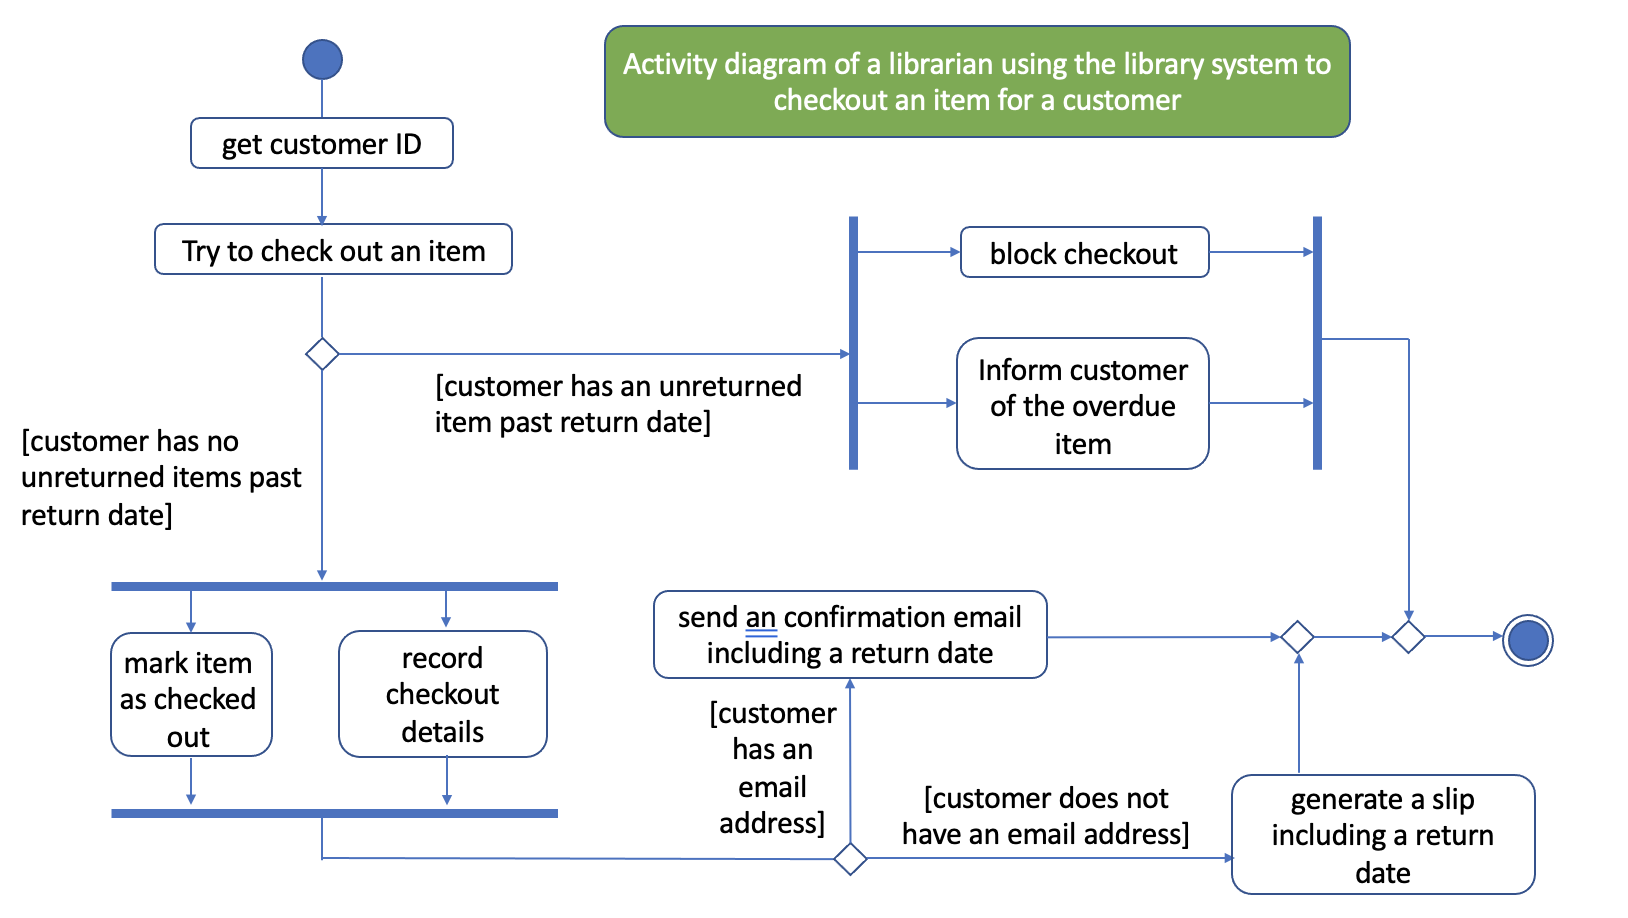 Activity diagram of a librarian using the library system to
checkout an item for a customer
get customer ID
Try to check out an item
block checkout
[customer has an unreturned
item past return date]
Inform customer
of the overdue
item
[customer has no
unreturned items past
return date]
mark item
as checked
out
record
checkout
details
send an confirmation email
including a return date
[customer
has an
email
address]
[customer does not
have an email address]
generate a slip
including a return
date